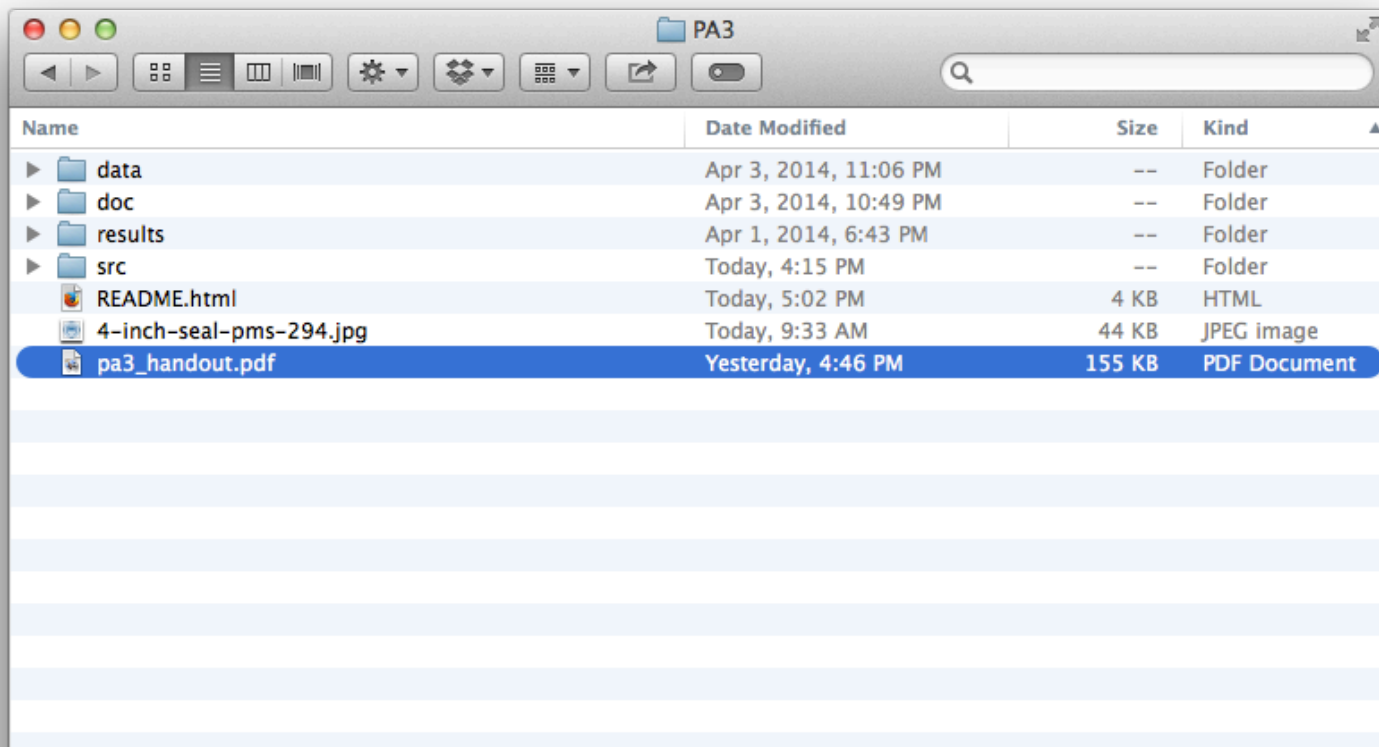 PA3
Name Date Modified Size Kind
data Apr 3, 2014, 11:06 PM -- Folder
doc Apr 3, 2014, 10:49 PM -- Folder
results Apr 1, 2014, 6:43 PM -- Folder
src Today, 4:15 PM -- Folder
README.html Today, 5:02 PM 4 KB HTML
4-inch-seal-pms-294.jpg Today, 9:33 AM 44 KB JPEG image
pa3_handout.pdf Yesterday, 4:46 PM 155 KB PDF Document